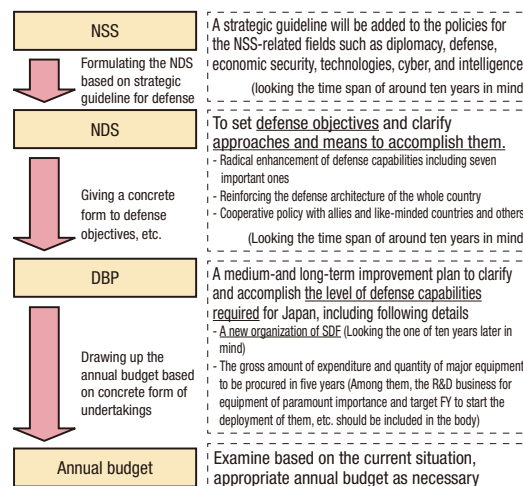 NSS
A strategic guideline will be added to the policies for
the NSS-related fields such as diplomacy, defense,
economic security, technologies, cyber, and intelligence
(looking the time span of around ten years in mind
Formulating the NDS
based on strategic
guideline for defense
NDS
To set defense objectives and clarify
approaches and means to accomplish them.
- Radical enhancement of defense capabilities including seven
important ones
- Reinforcing the defense architecture of the whole country
- Cooperative policy with allies and like-minded countries and others
(Looking the time span of around ten years in mind
Giving a concrete
form to defense
objectives, etc.
DBP
A medium-and long-term improvement plan to clarify
and accomplish the level of defense capabilities
required for Japan, including following details
- A new organization of SDF (Looking the one of ten years later in
mind)
- The gross amount of expenditure and quantity of major equipment
to be procured in five years (Among them, the R&D business for
equipment of paramount importance and target FY to start the
deployment of them, etc. should be included in the body)
Drawing up the
annual budget based
on concrete form of
undertakings
Annual budget
Examine based on the current situation,
appropriate annual budget as necessary